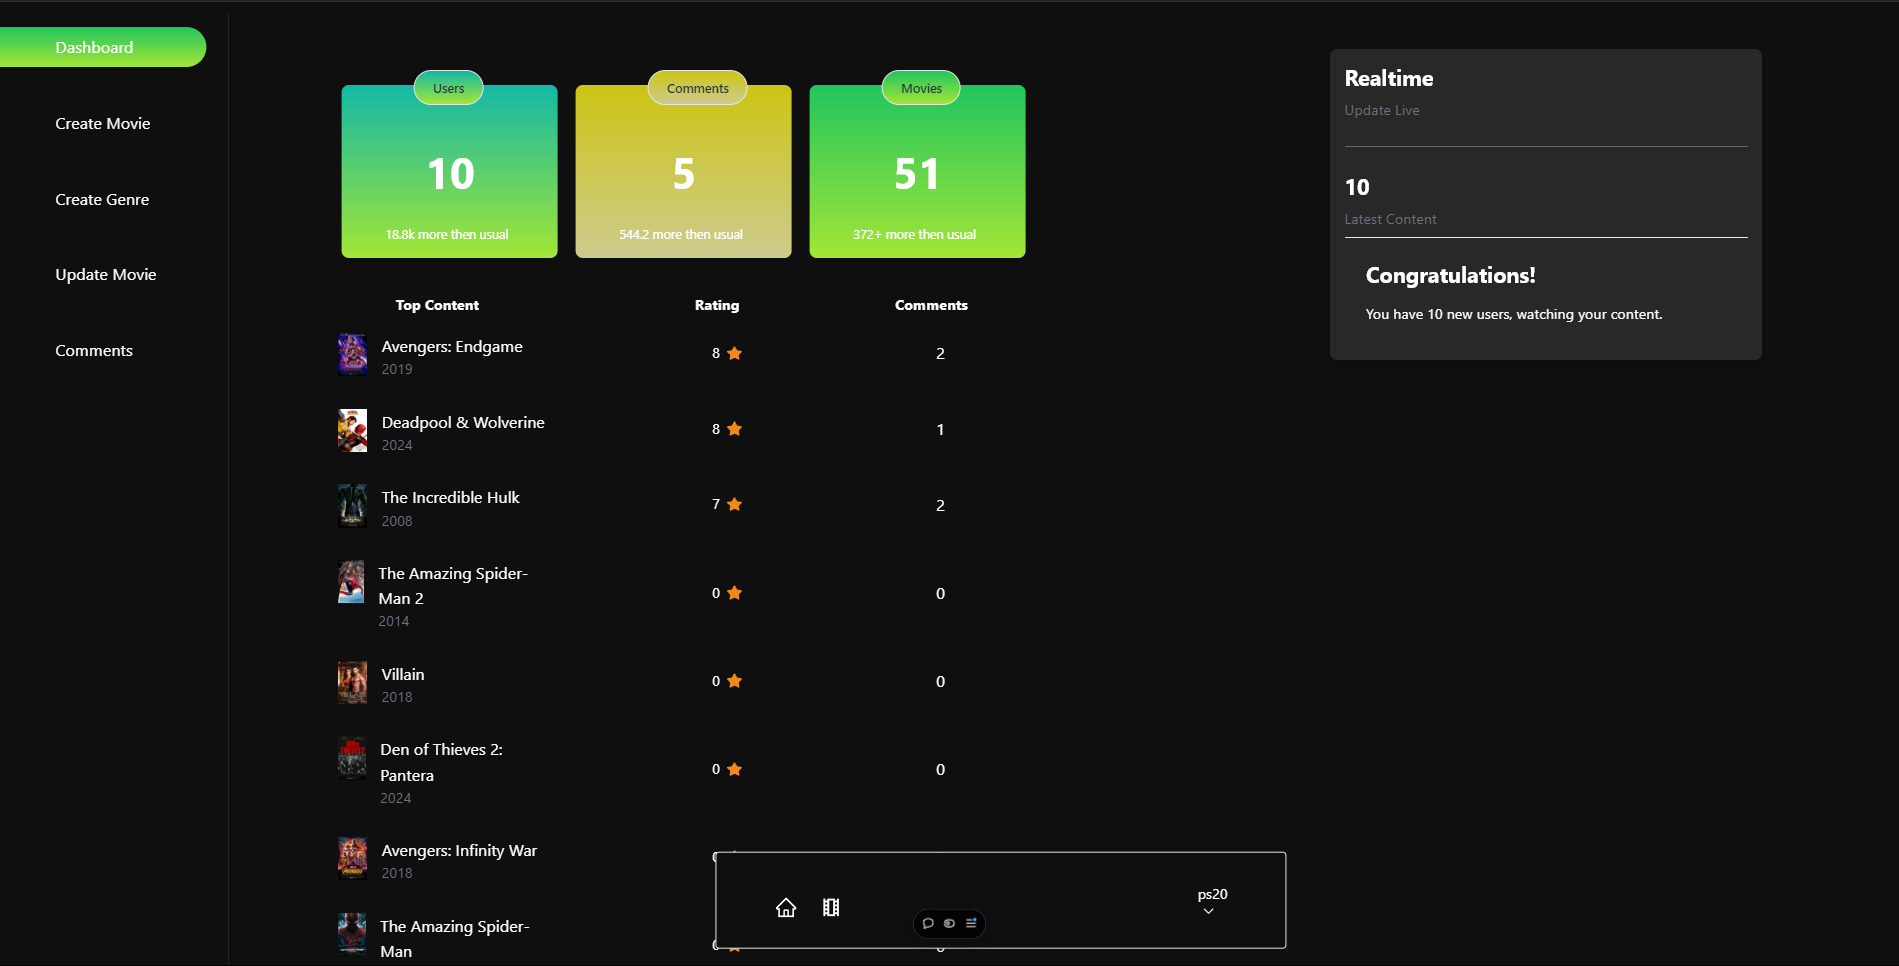 Dashboard
Create Movie
Create Genre
Update Movie
Comments
Users
10
18.8k more then usual
Comments
5
544.2 more then usual
Movies
51
372+ more then usual
Top Content Rating Comments
Avengers: Endgame
2019
8 2
Deadpool & Wolverine
2024
8 1
The Incredible Hulk
2008
7 2
The Amazing Spider-
Man 2
2014
0 0
Villain
2018
0 0
Den of Thieves 2:
Pantera
2024
0 0
Avengers: Infinity War
2018
The Amazing Spider-
Man
Realtime
Update Live
10
Latest Content
Congratulations!
You have 10 new users, watching your content.
ps20